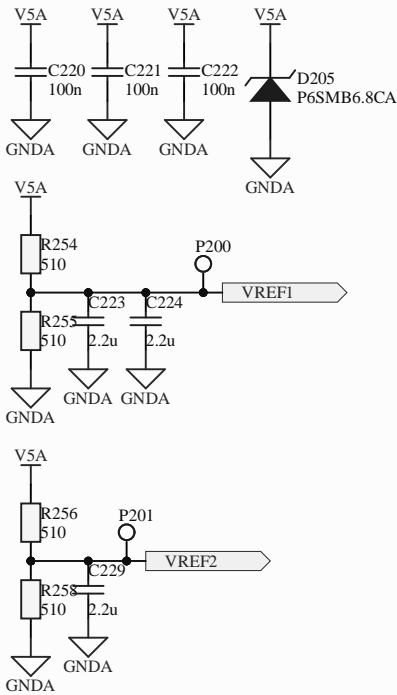 V5A V5A V5A V5A
C220 C221 C222 D205
100n 100n 100n P6SMB6.8CA
GNDA GNDA GNDA GNDA
V5A
R254 P200
510
C223 C224 VREF1
R255
510 2.2u 2.2u
GNDA GNDA GNDA
V5A
R256 P201
510
C229 VREF2
R258
510 2.2u
GNDA GNDA